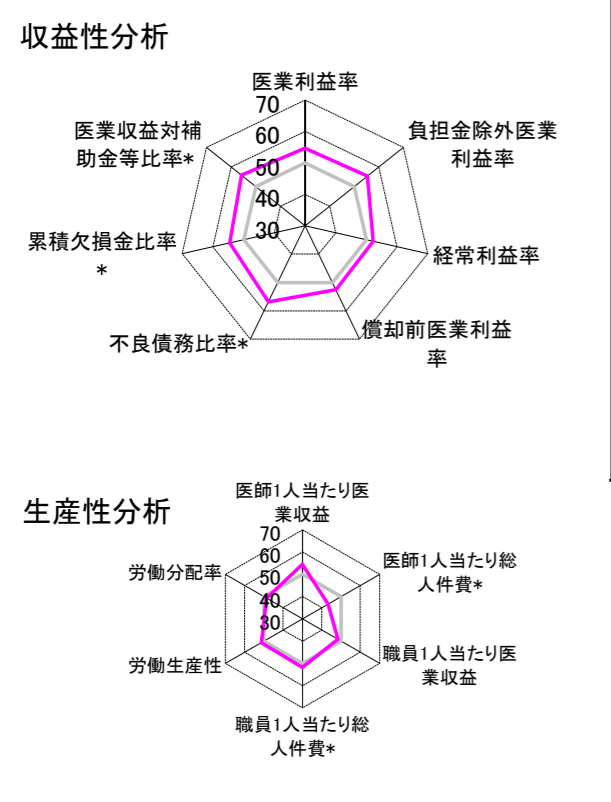 収益性分析
医業利益率
70
60
50
40
30
負担金除外医業
利益率
経常利益率
償却前医業利益
率
不良債務比率*
累積欠損金比率
*
医業収益対補
助金等比率*
生産性分析
医師1人当たり医
業収益
70
60
50
40
30
医師1人当たり総
人件費*
職員1人当たり医
業収益
職員1人当たり総
人件費*
労働生産性
労働分配率